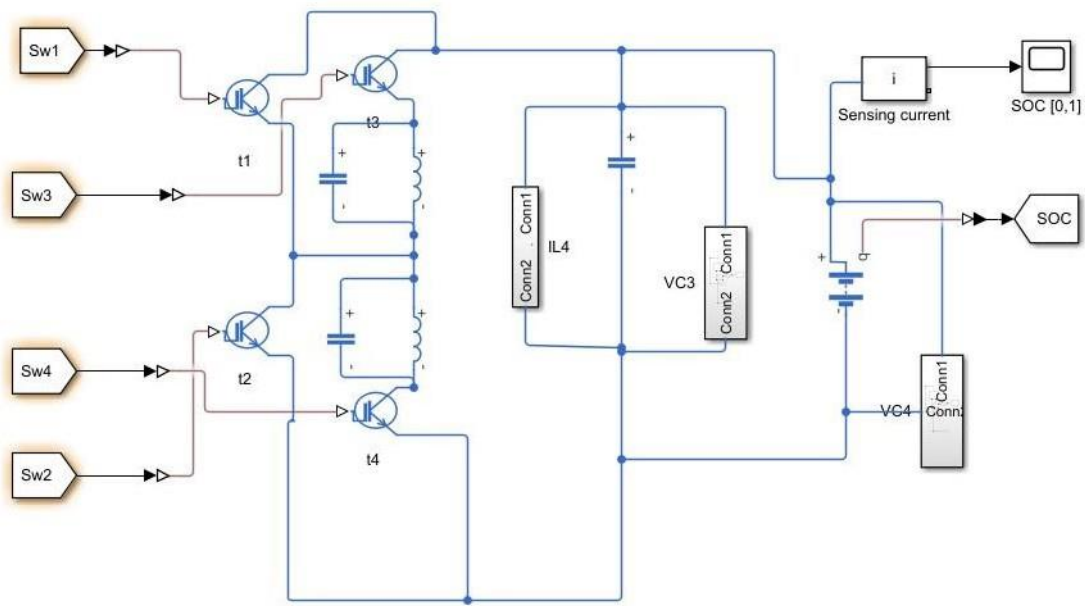 Sw1
t1
t3
Sw3
Sw4
Sw2
t2
t4
+
-
+
-
+
-
+
-
Conn1
Conn2
IL4
+
-
VC3
Conn1
Conn2
i
Sensing current
SOC [0,1]
SOC
q
+
-
VC4
Conn1